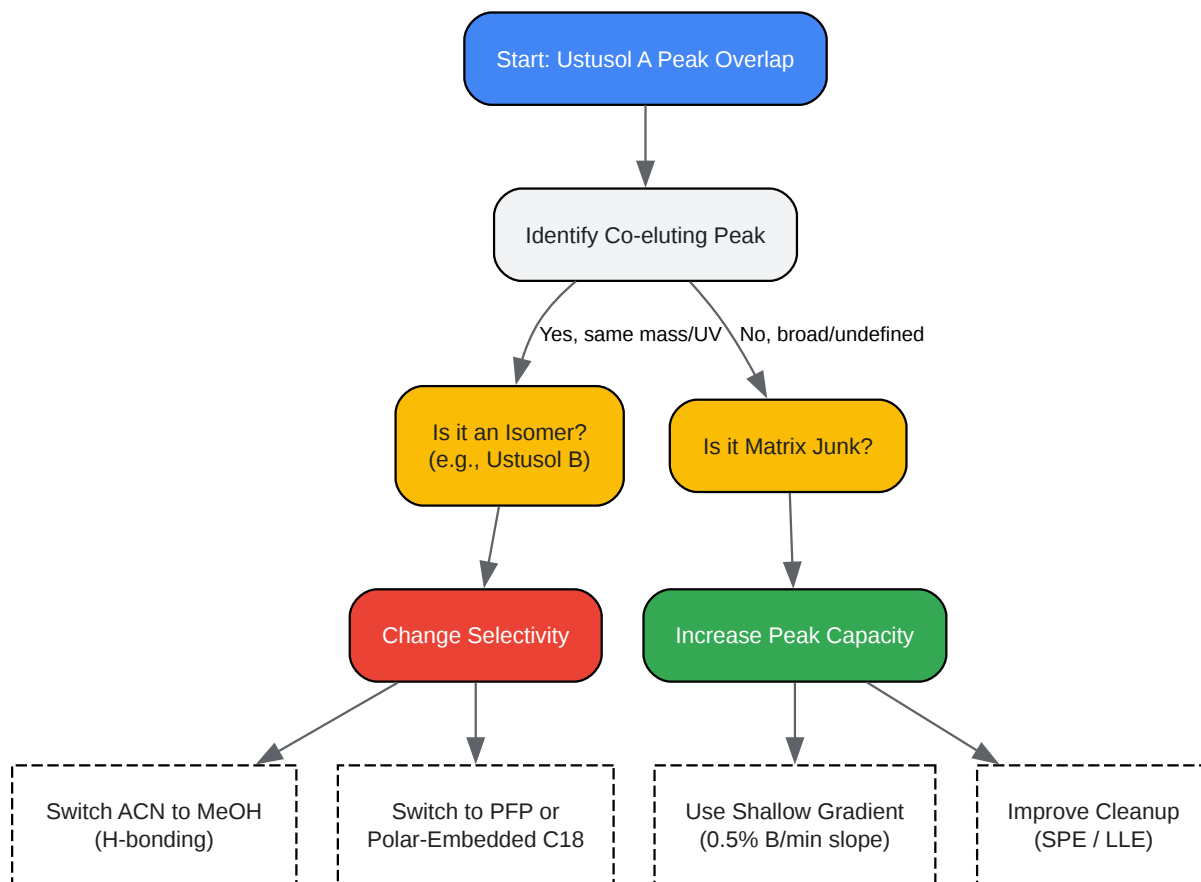 Start: Ustusol A Peak Overlap
Identify Co-eluting Peak
Yes, same mass/UV
No, broad/undefined
Is it an Isomer?
(e.g., Ustusol B)
Is it Matrix Junk?
Change Selectivity
Increase Peak Capacity
Switch ACN to MeOH
(H-bonding)
Switch to PFP or
Polar-Embedded C18
Use Shallow Gradient
(0.5% B/min slope)
Improve Cleanup
(SPE / LLE)